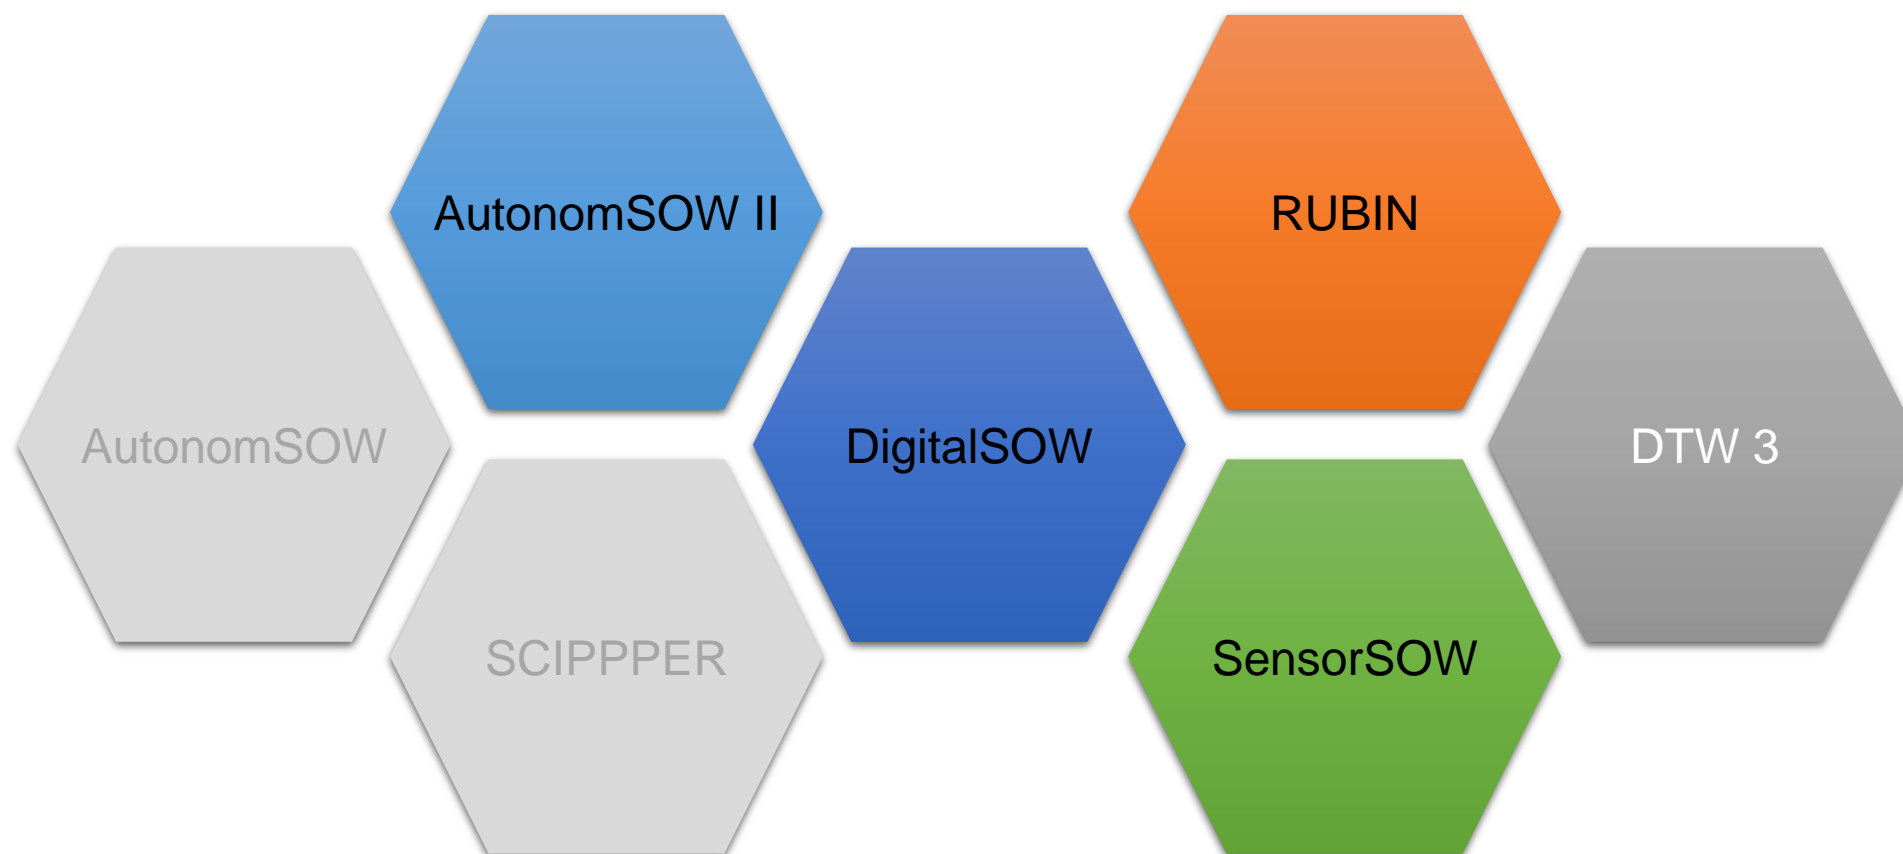 AutonomSOW II
RUBIN
AutonomSOW
DigitalSOW
DTW 3
SCIPPPER
SensorSOW